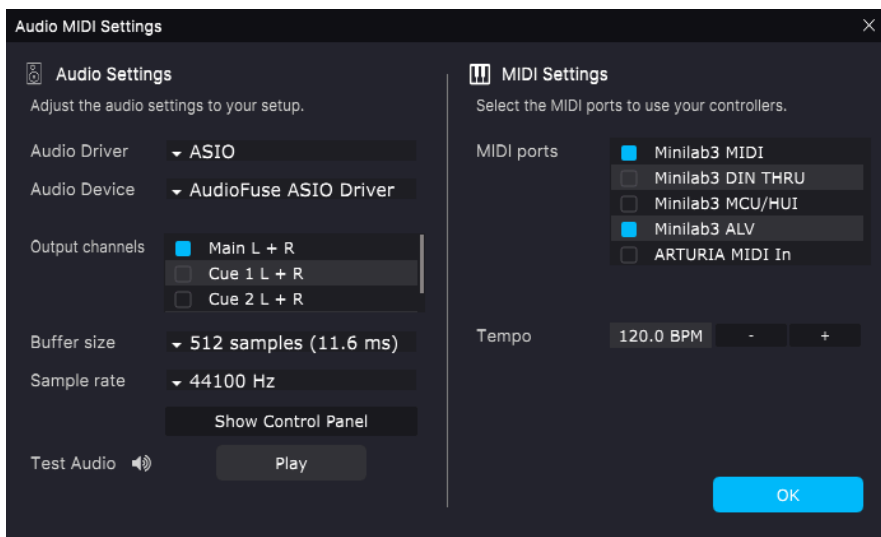 Audio MIDI Settings
Audio Settings
Adjust the audio settings to your setup.
Audio Driver ASIO
Audio Device AudioFuse ASIO Driver
Output channels Main L + R
Cue 1 L + R
Cue 2 L + R
Buffer size 512 samples (11.6 ms)
Sample rate 44100 Hz
Show Control Panel
Test Audio Play
MIDI Settings
Select the MIDI ports to use your controllers.
MIDI ports Minilab3 MIDI
Minilab3 DIN THRU
Minilab3 MCU/HUI
Minilab3 ALV
ARTURIA MIDI In
Tempo 120.0 BPM - +
OK